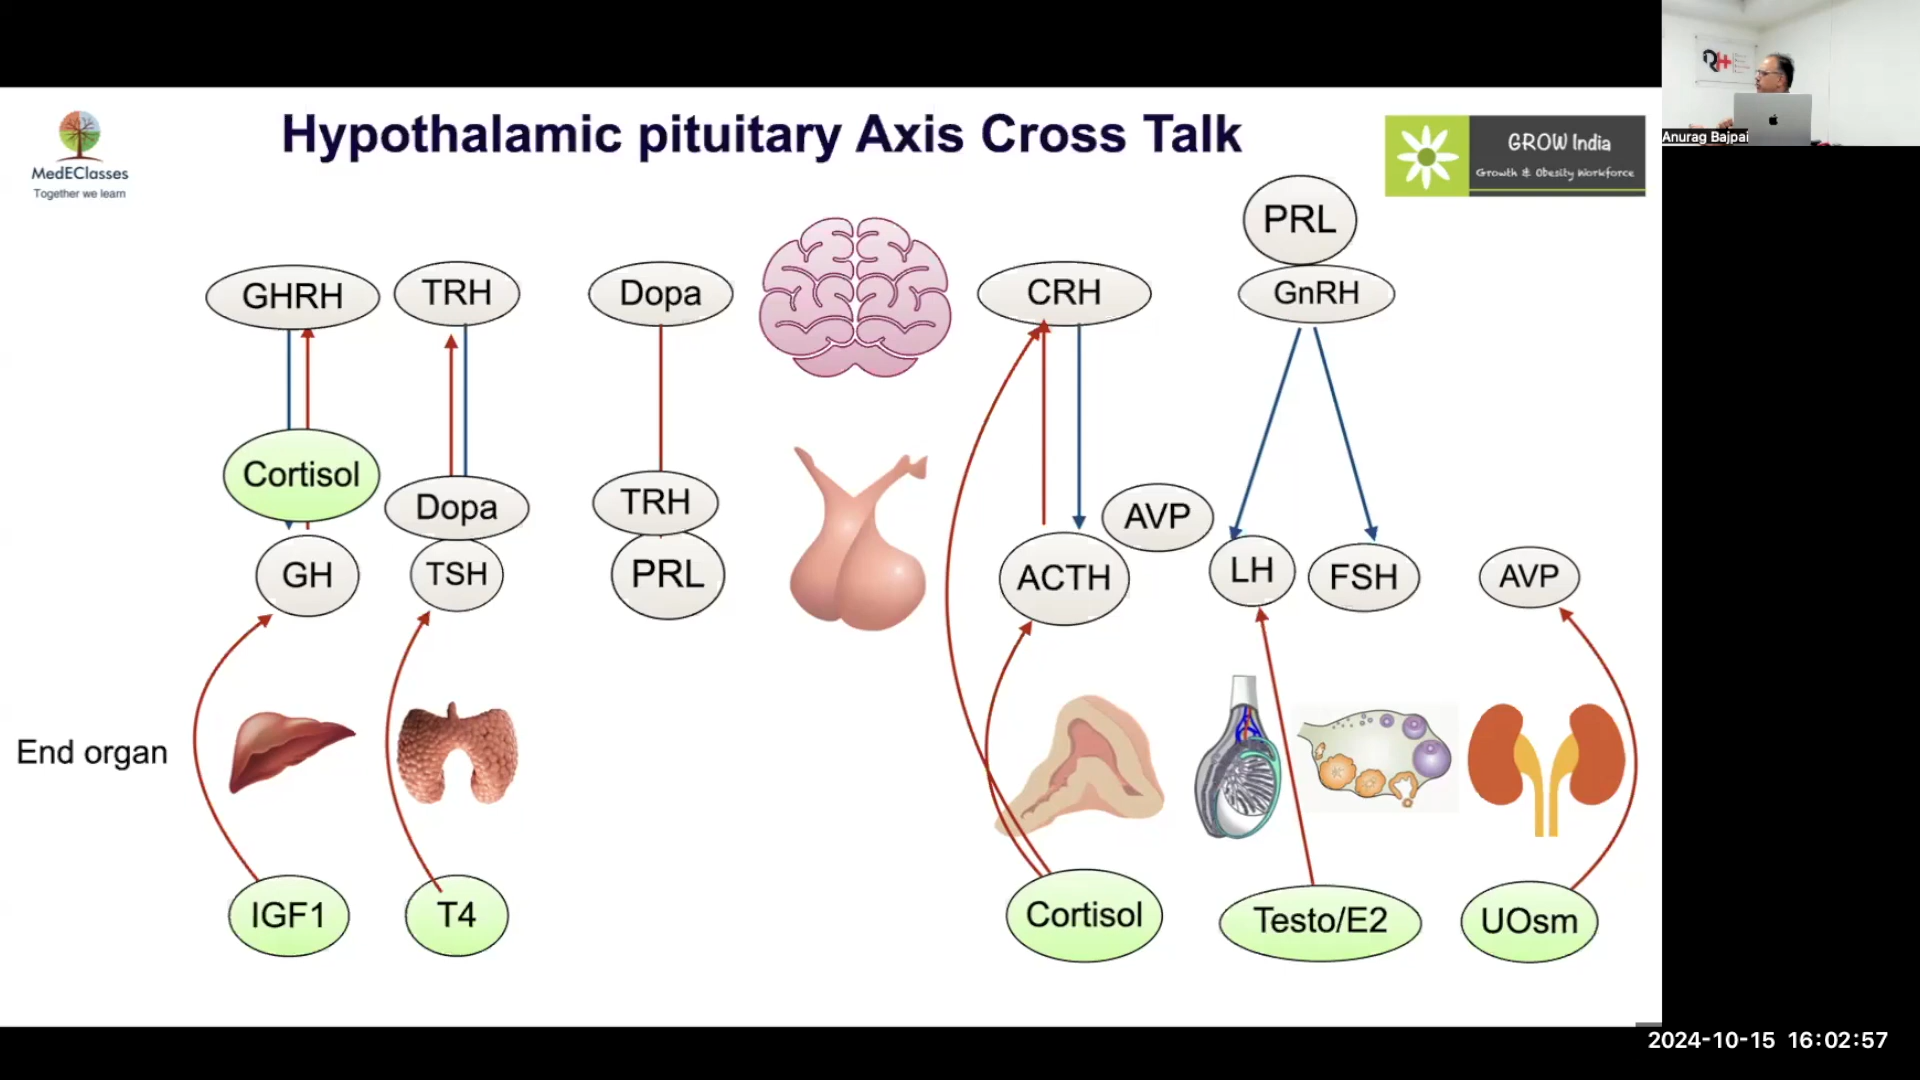 Hypothalamic pituitary Axis Cross Talk
MedEClasses
Together we learn
GROW India
Growth & Obesity Workforce
Anurag Bajpai
PRL
GHRH
TRH
Dopa
CRH
GnRH
Cortisol
Dopa
TRH
AVP
GH
TSH
PRL
ACTH
LH
FSH
AVP
End organ
IGF1
T4
Cortisol
Testo/E2
UOsm
2024-10-15 16:02:57